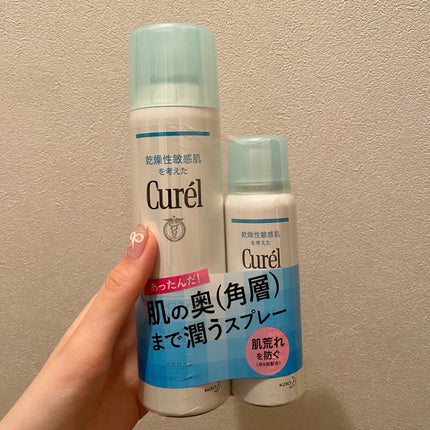 乾燥性敏感肌
を考えた
Curél
乾燥性敏感肌
を考えた
Curél
あったんだ!
肌の奥(角層)
まで潤うスプレー
肌荒れ
を防ぐ
Kao
Kao